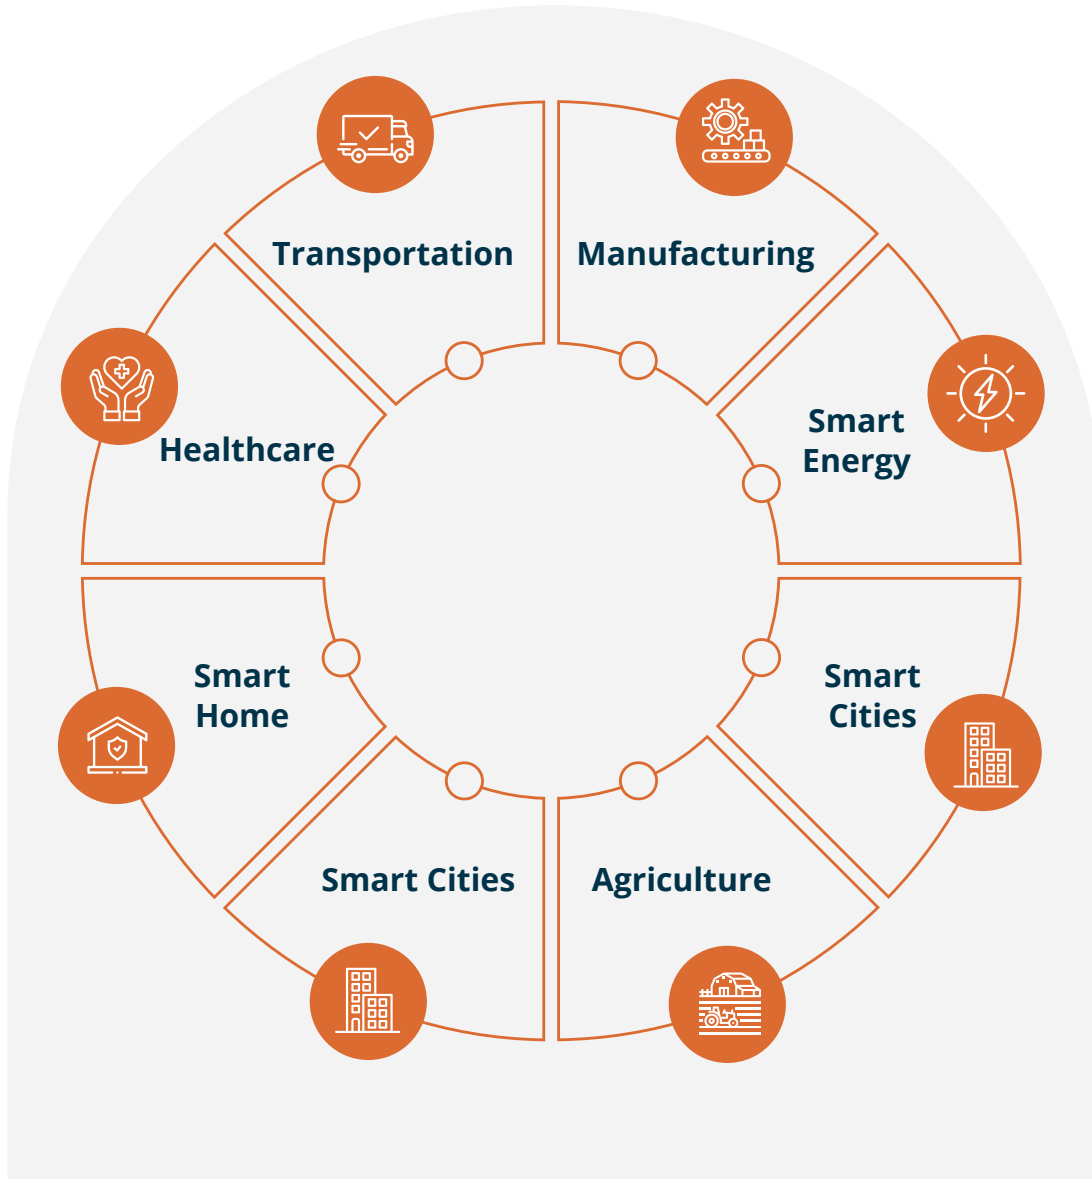 Transportation
Manufacturing
Healthcare
Smart
Energy
Smart
Home
Smart
Cities
Smart Cities
Agriculture